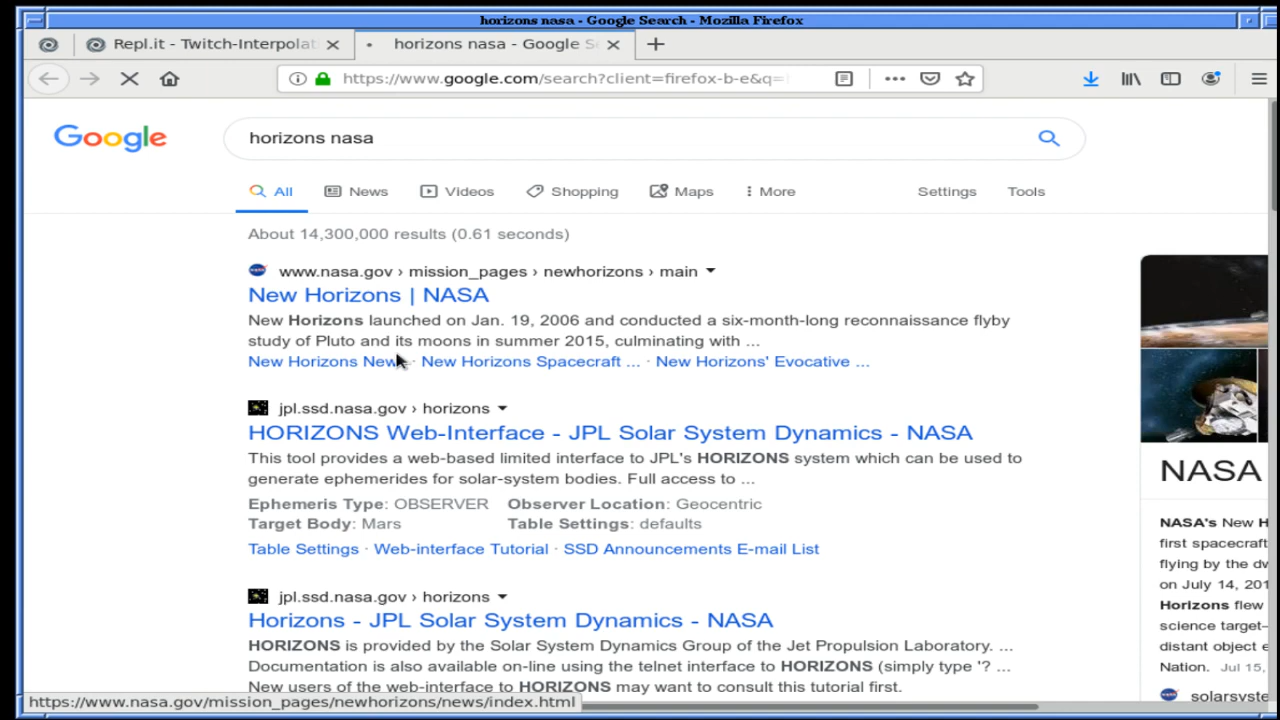 horizons nasa - Google Search - Mozilla Firefox
Repl.it - Twitch-Interpolat
horizons nasa - Google S
https://www.google.com/search?client=firefox-b-e&q=
Google
horizons nasa
All News Videos Shopping Maps More Settings Tools
About 14,300,000 results (0.61 seconds)
www.nasa.gov › mission_pages › newhorizons › main
New Horizons | NASA
New Horizons launched on Jan. 19, 2006 and conducted a six-month-long reconnaissance flyby
study of Pluto and its moons in summer 2015, culminating with ...
New Horizons New · New Horizons Spacecraft ... · New Horizons' Evocative ...
jpl.ssd.nasa.gov › horizons
HORIZONS Web-Interface - JPL Solar System Dynamics - NASA
This tool provides a web-based limited interface to JPL's HORIZONS system which can be used to
generate ephemerides for solar-system bodies. Full access to ...
Ephemeris Type: OBSERVER Observer Location: Geocentric
Target Body: Mars Table Settings: defaults
Table Settings · Web-interface Tutorial · SSD Announcements E-mail List
jpl.ssd.nasa.gov › horizons
Horizons - JPL Solar System Dynamics - NASA
HORIZONS is provided by the Solar System Dynamics Group of the Jet Propulsion Laboratory. ...
Documentation is also available on-line using the telnet interface to HORIZONS (simply type '? ...
New users of the web-interface to HORIZONS may want to consult this tutorial first.
NASA
NASA's New H
first spacecraft
flying by the dw
on July 14, 201
Horizons flew
science target–
distant object e
Nation. Jul 15,
solarsyste
https://www.nasa.gov/mission_pages/newhorizons/news/index.html